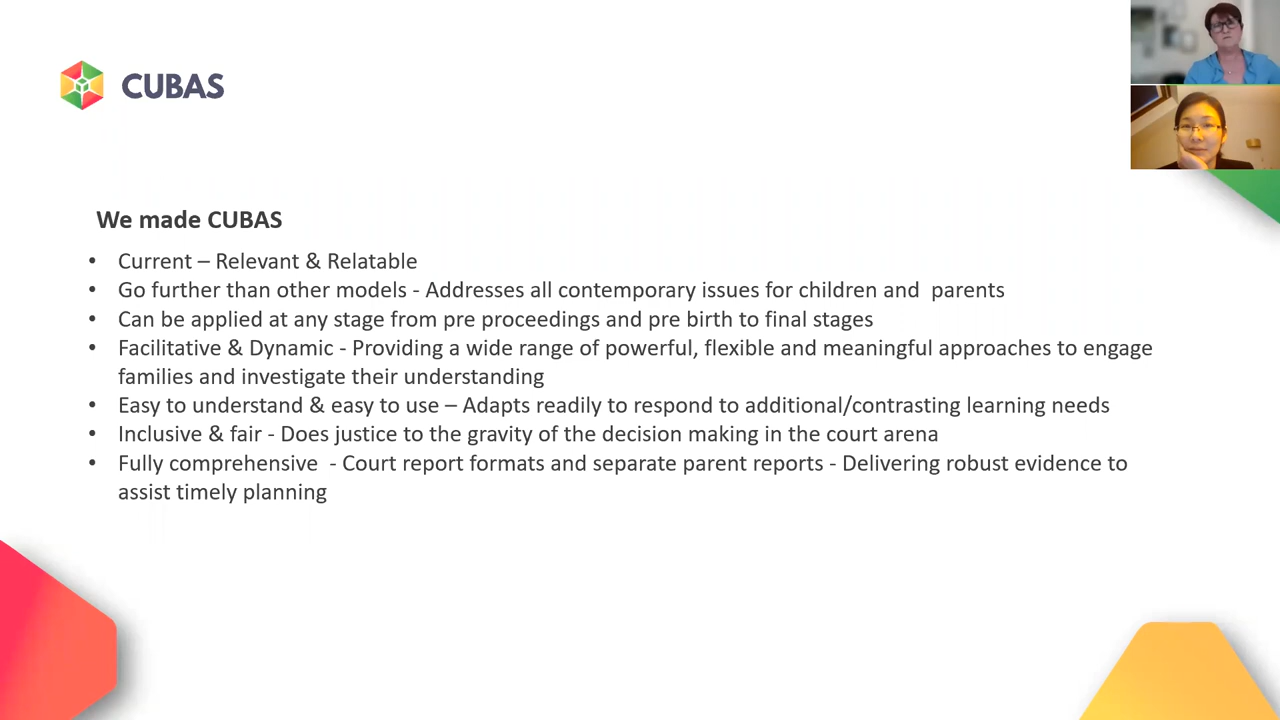 CUBAS
We made CUBAS
• Current – Relevant & Relatable
• Go further than other models - Addresses all contemporary issues for children and  parents
• Can be applied at any stage from pre proceedings and pre birth to final stages
• Facilitative & Dynamic - Providing a wide range of powerful, flexible and meaningful approaches to engage
families and investigate their understanding
• Easy to understand & easy to use – Adapts readily to respond to additional/contrasting learning needs
• Inclusive & fair - Does justice to the gravity of the decision making in the court arena
• Fully comprehensive  - Court report formats and separate parent reports - Delivering robust evidence to
assist timely planning